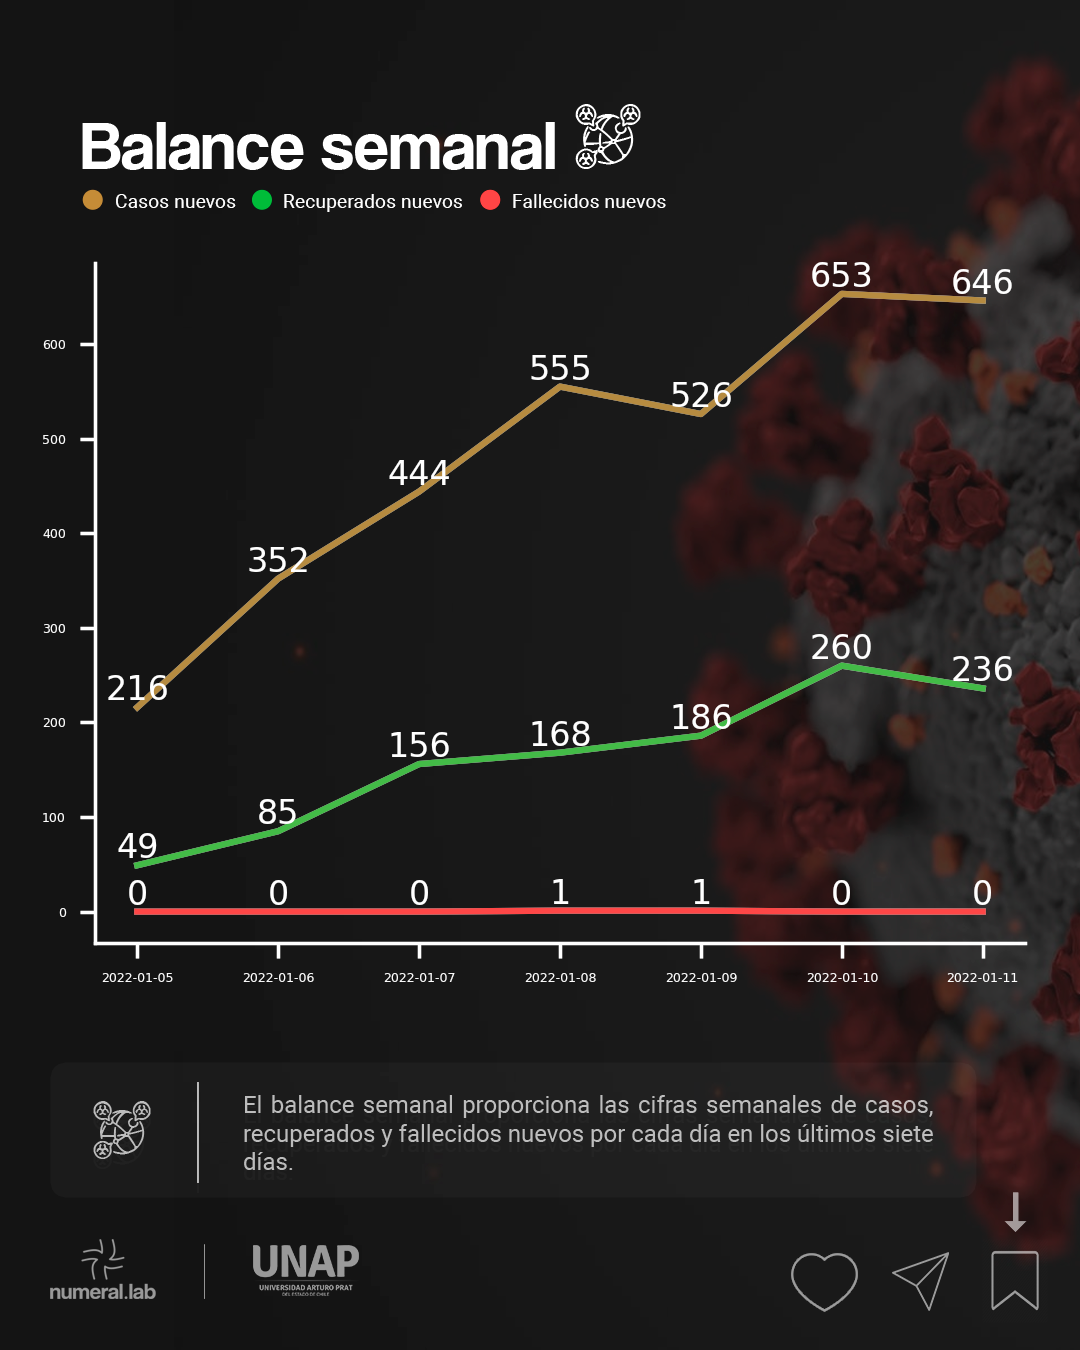 Balance semanal
Casos nuevos Recuperados nuevos Fallecidos nuevos
653 646
600
555
526
500
444
400
352
300
260 236
216
200
186
168
156
100
85
49
0 0 0 1 1 0 0
0
2022-01-05 2022-01-06 2022-01-07 2022-01-08 2022-01-09 2022-01-10 2022-01-11
El balance semanal proporciona las cifras semanales de casos,
recuperados y fallecidos nuevos por cada día en los últimos siete
días.
numeral.lab
UNAP
UNIVERSIDAD ARTURO PRAT
DEL ESTADO DE CHILE